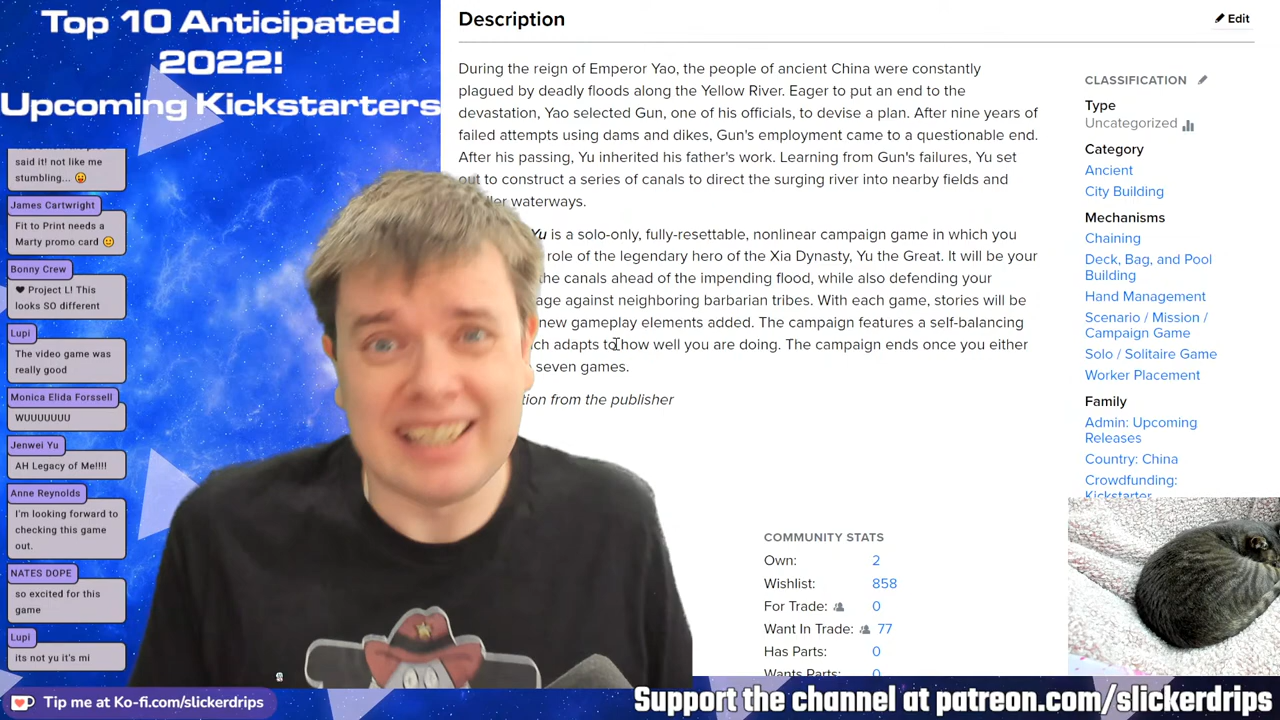 Top 10 Anticipated
2022!
Upcoming Kickstarters
said it! not like me
stumbling... 😛
James Cartwright
Fit to Print needs a
Marty promo card 🙂
Bonny Crew
❤ Project L! This
looks SO different
Lupi
The video game was
really good
Monica Elida Forssell
WUUUUUUU
Jenwei Yu
AH Legacy of Me!!!!
Anne Reynolds
I'm looking forward to
checking this game
out.
NATES DOPE
so excited for this
game
Lupi
its not yu it's mi
Description
Edit
During the reign of Emperor Yao, the people of ancient China were constantly
plagued by deadly floods along the Yellow River. Eager to put an end to the
devastation, Yao selected Gun, one of his officials, to devise a plan. After nine years of
failed attempts using dams and dikes, Gun's employment came to a questionable end.
After his passing, Yu inherited his father's work. Learning from Gun's failures, Yu set
out to construct a series of canals to direct the surging river into nearby fields and
waterways.
Yu is a solo-only, fully-resettable, nonlinear campaign game in which you
role of the legendary hero of the Xia Dynasty, Yu the Great. It will be your
the canals ahead of the impending flood, while also defending your
against neighboring barbarian tribes. With each game, stories will be
new gameplay elements added. The campaign features a self-balancing
adapts to how well you are doing. The campaign ends once you either
seven games.
from the publisher
CLASSIFICATION
Type
Uncategorized
Category
Ancient
City Building
Mechanisms
Chaining
Deck, Bag, and Pool
Building
Hand Management
Scenario / Mission /
Campaign Game
Solo / Solitaire Game
Worker Placement
Family
Admin: Upcoming
Releases
Country: China
Crowdfunding:
Kickstarter
COMMUNITY STATS
Own: 2
Wishlist: 858
For Trade: 0
Want In Trade: 77
Has Parts: 0
Wants Parts: 0
Tip me at Ko-fi.com/slickerdrips
Support the channel at patreon.com/slickerdrips